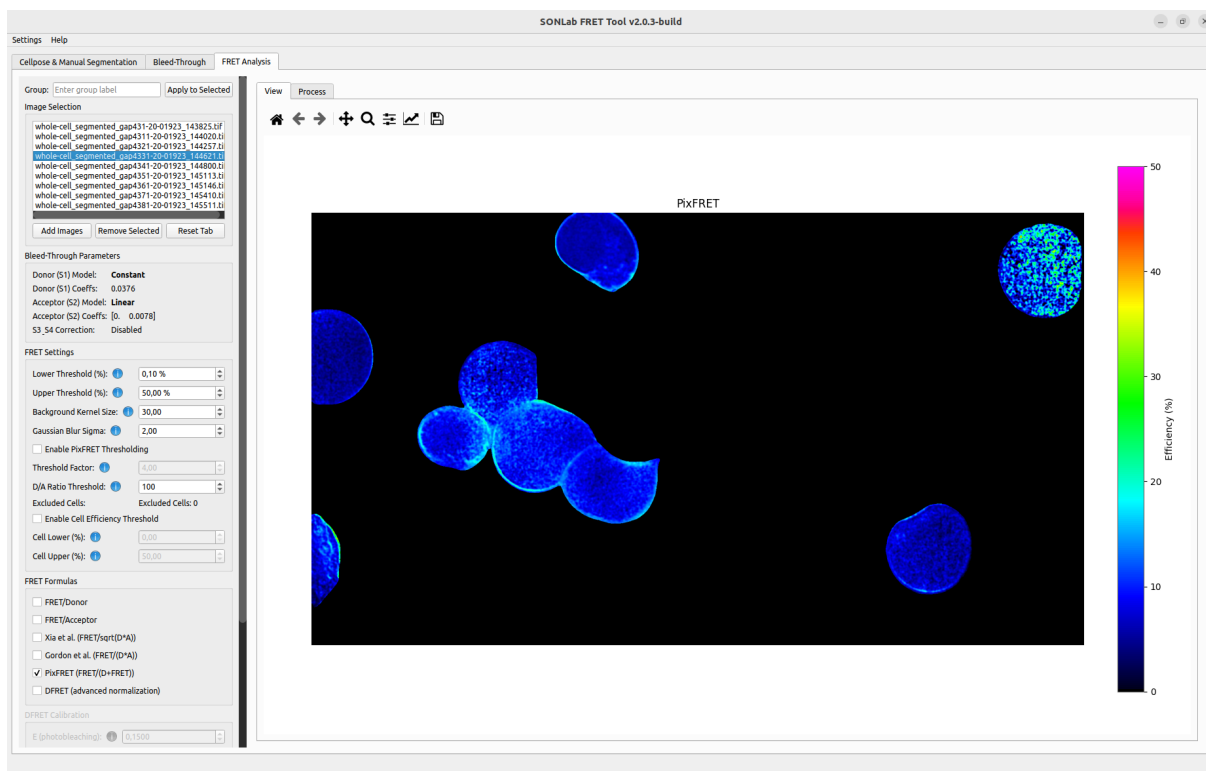 SONLab FRET Tool v2.0.3-build
Settings Help
Cellpose & Manual Segmentation Bleed-Through FRET Analysis
Group: Enter group label Apply to Selected
Image Selection
whole-cell_segmented_gap431-20-01923_143825.tif
whole-cell_segmented_gap4311-20-01923_144020.tif
whole-cell_segmented_gap4321-20-01923_144257.tif
whole-cell_segmented_gap4331-20-01923_144621.tif
whole-cell_segmented_gap4341-20-01923_144800.tif
whole-cell_segmented_gap4351-20-01923_145113.tif
whole-cell_segmented_gap4361-20-01923_145146.tif
whole-cell_segmented_gap4371-20-01923_145410.tif
whole-cell_segmented_gap4381-20-01923_145511.tif
Add Images Remove Selected Reset Tab
Bleed-Through Parameters
Donor (S1) Model: Constant
Donor (S1) Coeffs: 0.0376
Acceptor (S2) Model: Linear
Acceptor (S2) Coeffs: [0. 0.0078]
S3_S4 Correction: Disabled
FRET Settings
Lower Threshold (%): 0,10 %
Upper Threshold (%): 50,00 %
Background Kernel Size: 30,00
Gaussian Blur Sigma: 2,00
Enable PixFRET Thresholding
Threshold Factor: 4,00
D/A Ratio Threshold: 100
Excluded Cells: Excluded Cells: 0
Enable Cell Efficiency Threshold
Cell Lower (%): 0,00
Cell Upper (%): 50,00
FRET Formulas
FRET/Donor
FRET/Acceptor
Xia et al. (FRET/sqrt(D*A))
Gordon et al. (FRET/(D*A))
PixFRET (FRET/(D+FRET))
DFRET (advanced normalization)
DFRET Calibration
E (photobleaching): 0,1500
View Process
PixFRET
50
40
30
20
10
0
Efficiency (%)